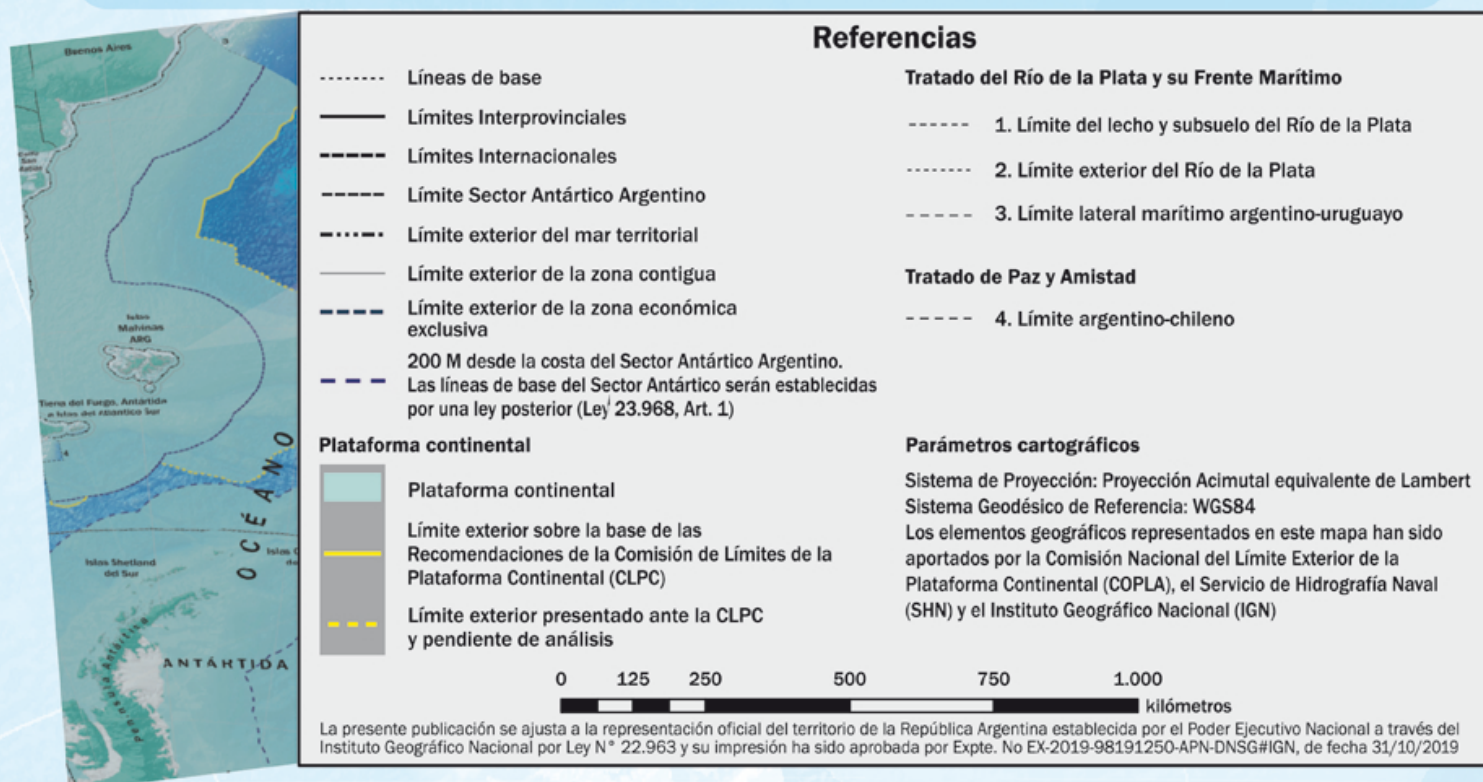 Buenos Aires
3
Islas
Malvinas
ARG
Tierra del Fuego, Antártida
e Islas del Atlántico Sur
4
OCÉANO
Islas Shetland
del Sur
Península Antártica
ANTÁRTIDA
Referencias
Líneas de base
Límites Interprovinciales
Límites Internacionales
Límite Sector Antártico Argentino
Límite exterior del mar territorial
Límite exterior de la zona contigua
Límite exterior de la zona económica
exclusiva
200 M desde la costa del Sector Antártico Argentino.
Las líneas de base del Sector Antártico serán establecidas
por una ley posterior (Ley 23.968, Art. 1)
Plataforma continental
Plataforma continental
Límite exterior sobre la base de las
Recomendaciones de la Comisión de Límites de la
Plataforma Continental (CLPC)
Límite exterior presentado ante la CLPC
y pendiente de análisis
Tratado del Río de la Plata y su Frente Marítimo
1. Límite del lecho y subsuelo del Río de la Plata
2. Límite exterior del Río de la Plata
3. Límite lateral marítimo argentino-uruguayo
Tratado de Paz y Amistad
4. Límite argentino-chileno
Parámetros cartográficos
Sistema de Proyección: Proyección Acimutal equivalente de Lambert
Sistema Geodésico de Referencia: WGS84
Los elementos geográficos representados en este mapa han sido
aportados por la Comisión Nacional del Límite Exterior de la
Plataforma Continental (COPLA), el Servicio de Hidrografía Naval
(SHN) y el Instituto Geográfico Nacional (IGN)
0 125 250 500 750 1.000
kilómetros
La presente publicación se ajusta a la representación oficial del territorio de la República Argentina establecida por el Poder Ejecutivo Nacional a través del
Instituto Geográfico Nacional por Ley N° 22.963 y su impresión ha sido aprobada por Expte. No EX-2019-98191250-APN-DNSG#IGN, de fecha 31/10/2019